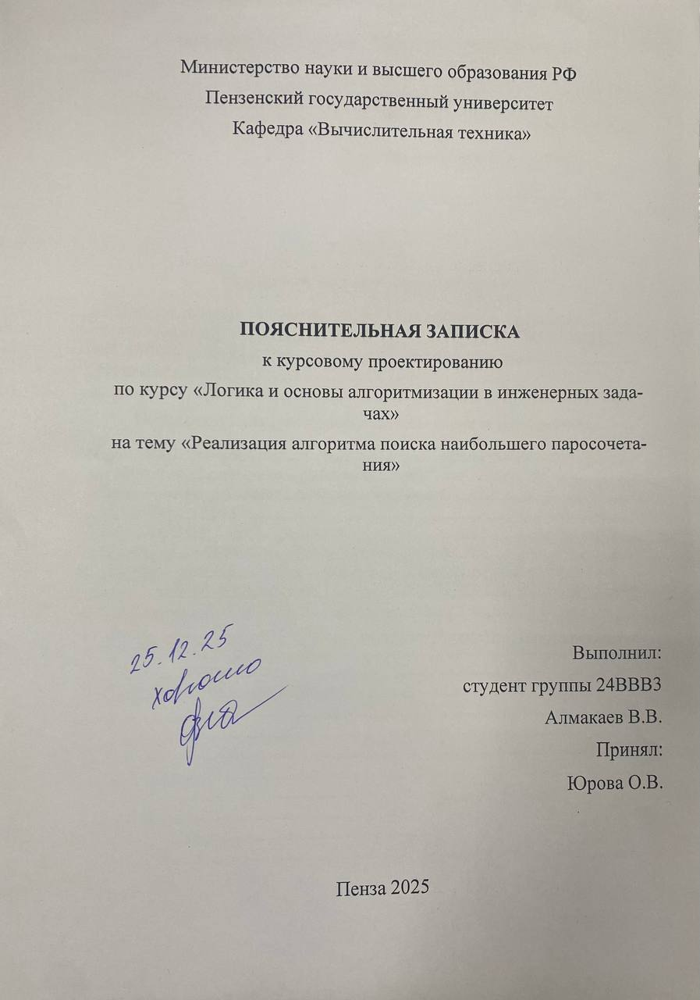 Министерство науки и высшего образования РФ
Пензенский государственный университет
Кафедра «Вычислительная техника»
ПОЯСНИТЕЛЬНАЯ ЗАПИСКА
к курсовому проектированию
по курсу «Логика и основы алгоритмизации в инженерных зада-
чах»
на тему «Реализация алгоритма поиска наибольшего паросочета-
ния»
25.12.25
хорошо
Выполнил:
студент группы 24ВВВ3
Алмакаев В.В.
Принял:
Юрова О.В.
Пенза 2025